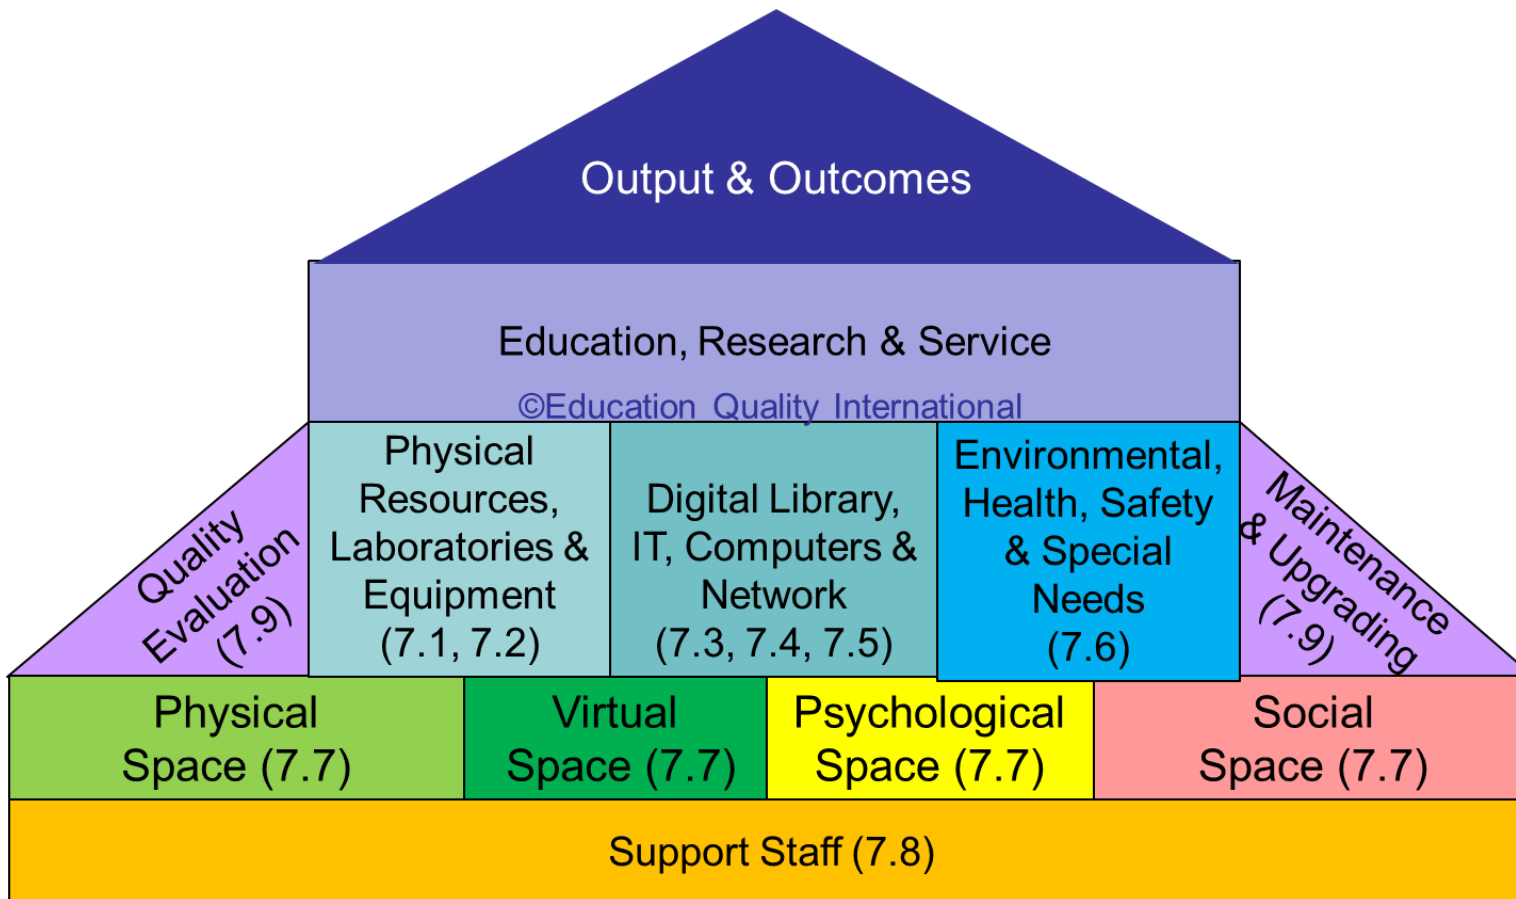 Output & Outcomes
Education, Research & Service
©Education Quality International
Quality
Evaluation
(7.9)
Physical
Resources,
Laboratories &
Equipment
(7.1, 7.2)
Digital Library,
IT, Computers &
Network
(7.3, 7.4, 7.5)
Environmental,
Health, Safety
& Special
Needs
(7.6)
Maintenance
& Upgrading
(7.9)
Physical
Space (7.7)
Virtual
Space (7.7)
Psychological
Space (7.7)
Social
Space (7.7)
Support Staff (7.8)